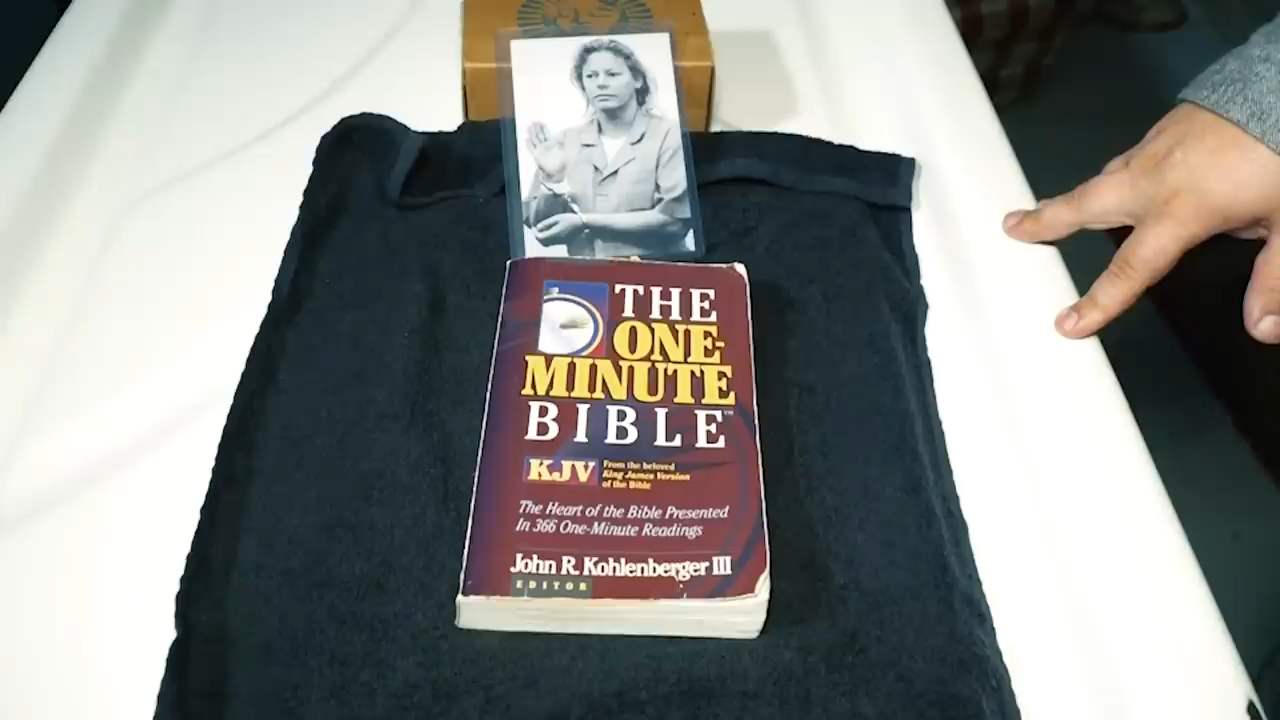 THE
ONE-
MINUTE
BIBLE™
KJV
From the beloved
King James Version
of the Bible
The Heart of the Bible Presented
In 366 One-Minute Readings
John R. Kohlenberger III
EDITOR